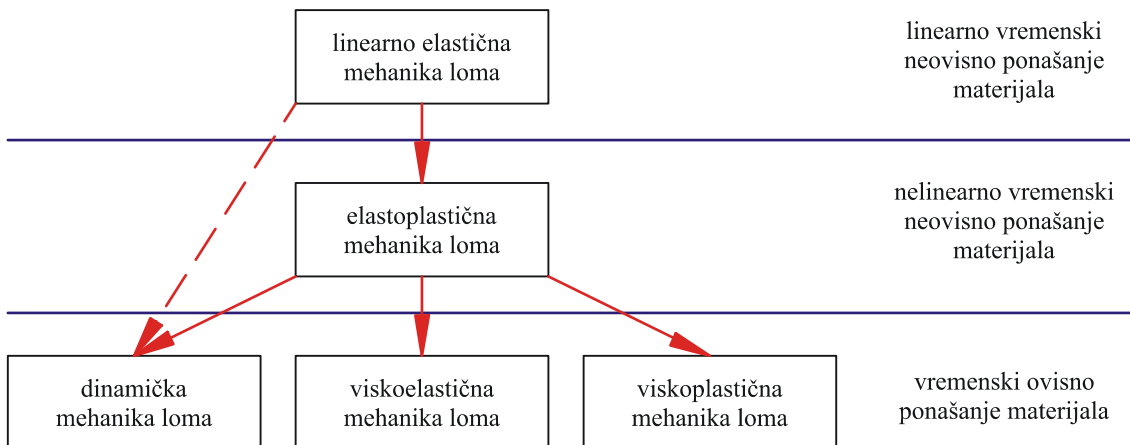 linearno elastična
mehanika loma
linearno vremenski
neovisno ponašanje
materijala
elastoplastična
mehanika loma
nelinearno vremenski
neovisno ponašanje
materijala
dinamička
mehanika loma
viskoelastična
mehanika loma
viskoplastična
mehanika loma
vremenski ovisno
ponašanje materijala